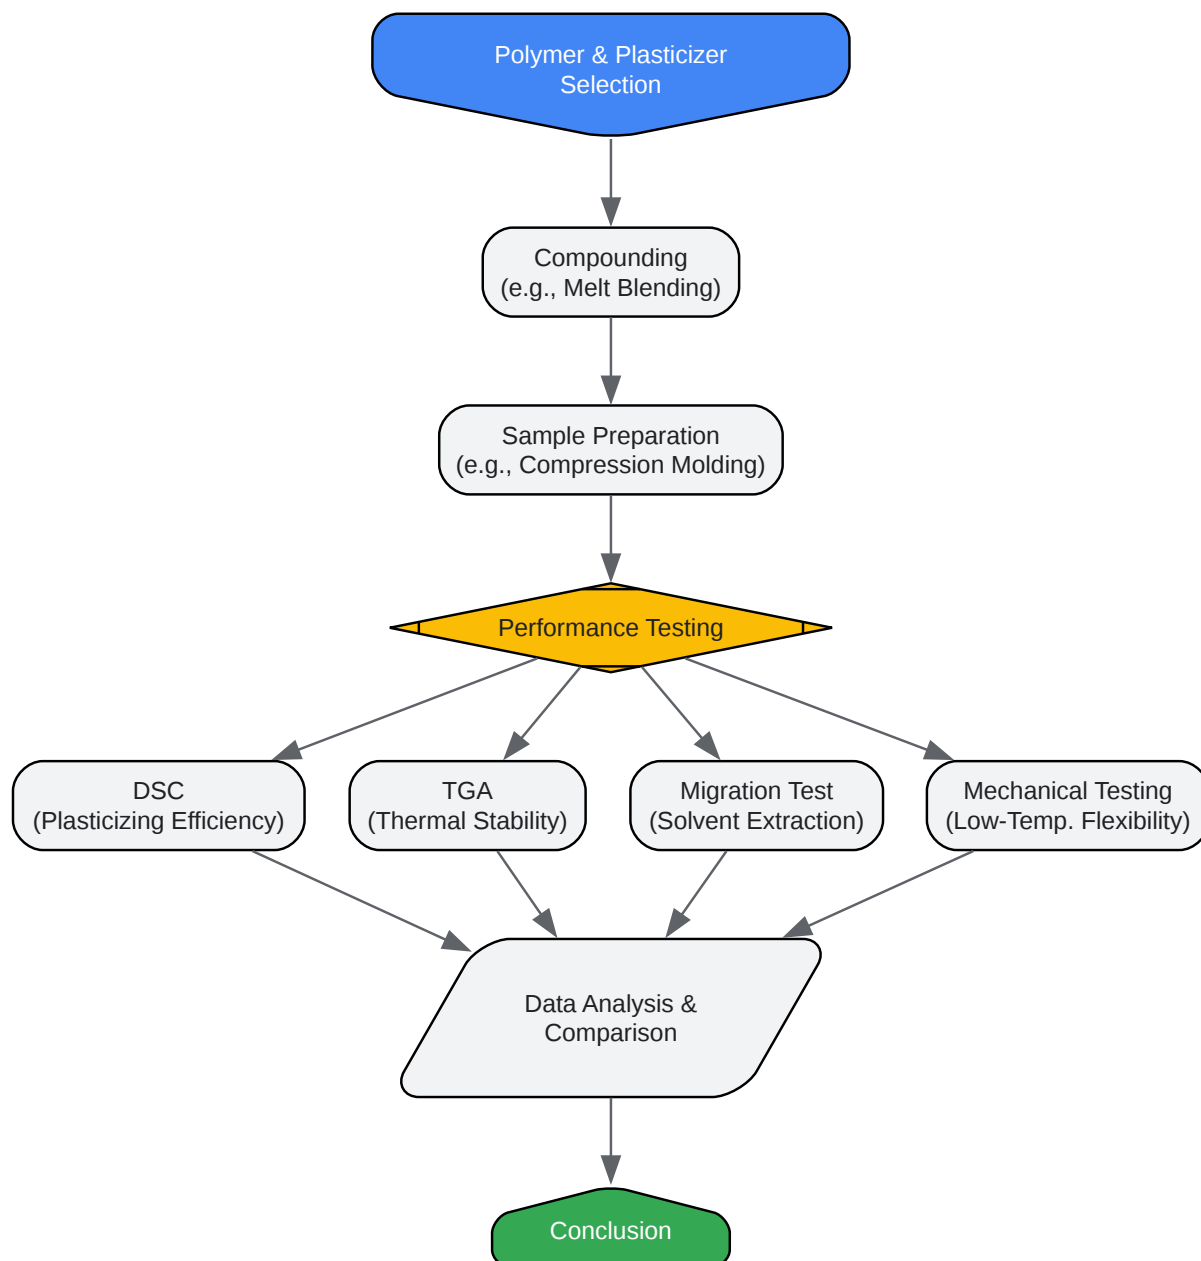 Polymer & Plasticizer
Selection
Compounding
(e.g., Melt Blending)
Sample Preparation
(e.g., Compression Molding)
Performance Testing
DSC
(Plasticizing Efficiency)
TGA
(Thermal Stability)
Migration Test
(Solvent Extraction)
Mechanical Testing
(Low-Temp. Flexibility)
Data Analysis &
Comparison
Conclusion